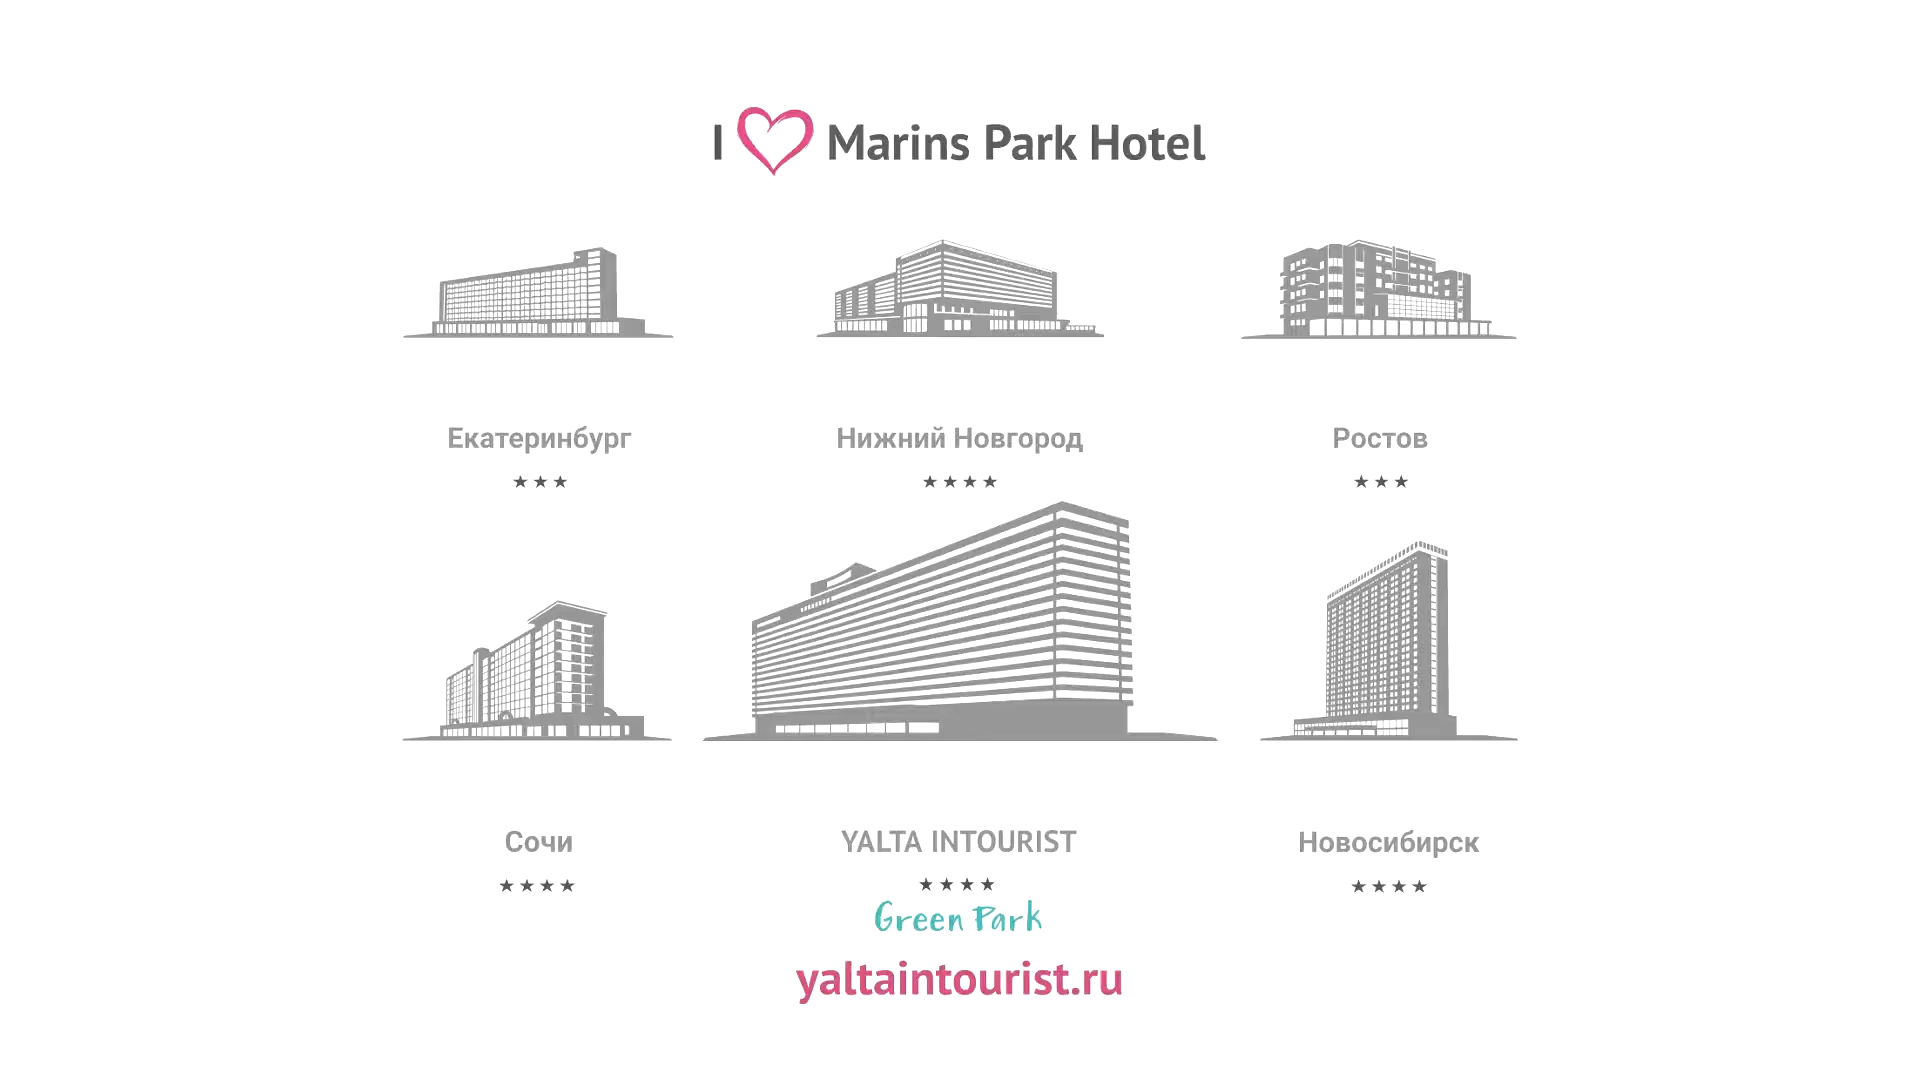 I Marins Park Hotel
Екатеринбург
Нижний Новгород
Ростов
Сочи
YALTA INTOURIST
Green Park
Новосибирск
yaltaintourist.ru